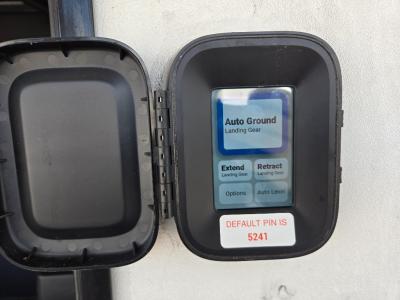 Auto Ground
Landing Gear
Extend
Landing Gear
Retract
Landing Gear
Options
Auto Level
DEFAULT PIN IS
5241